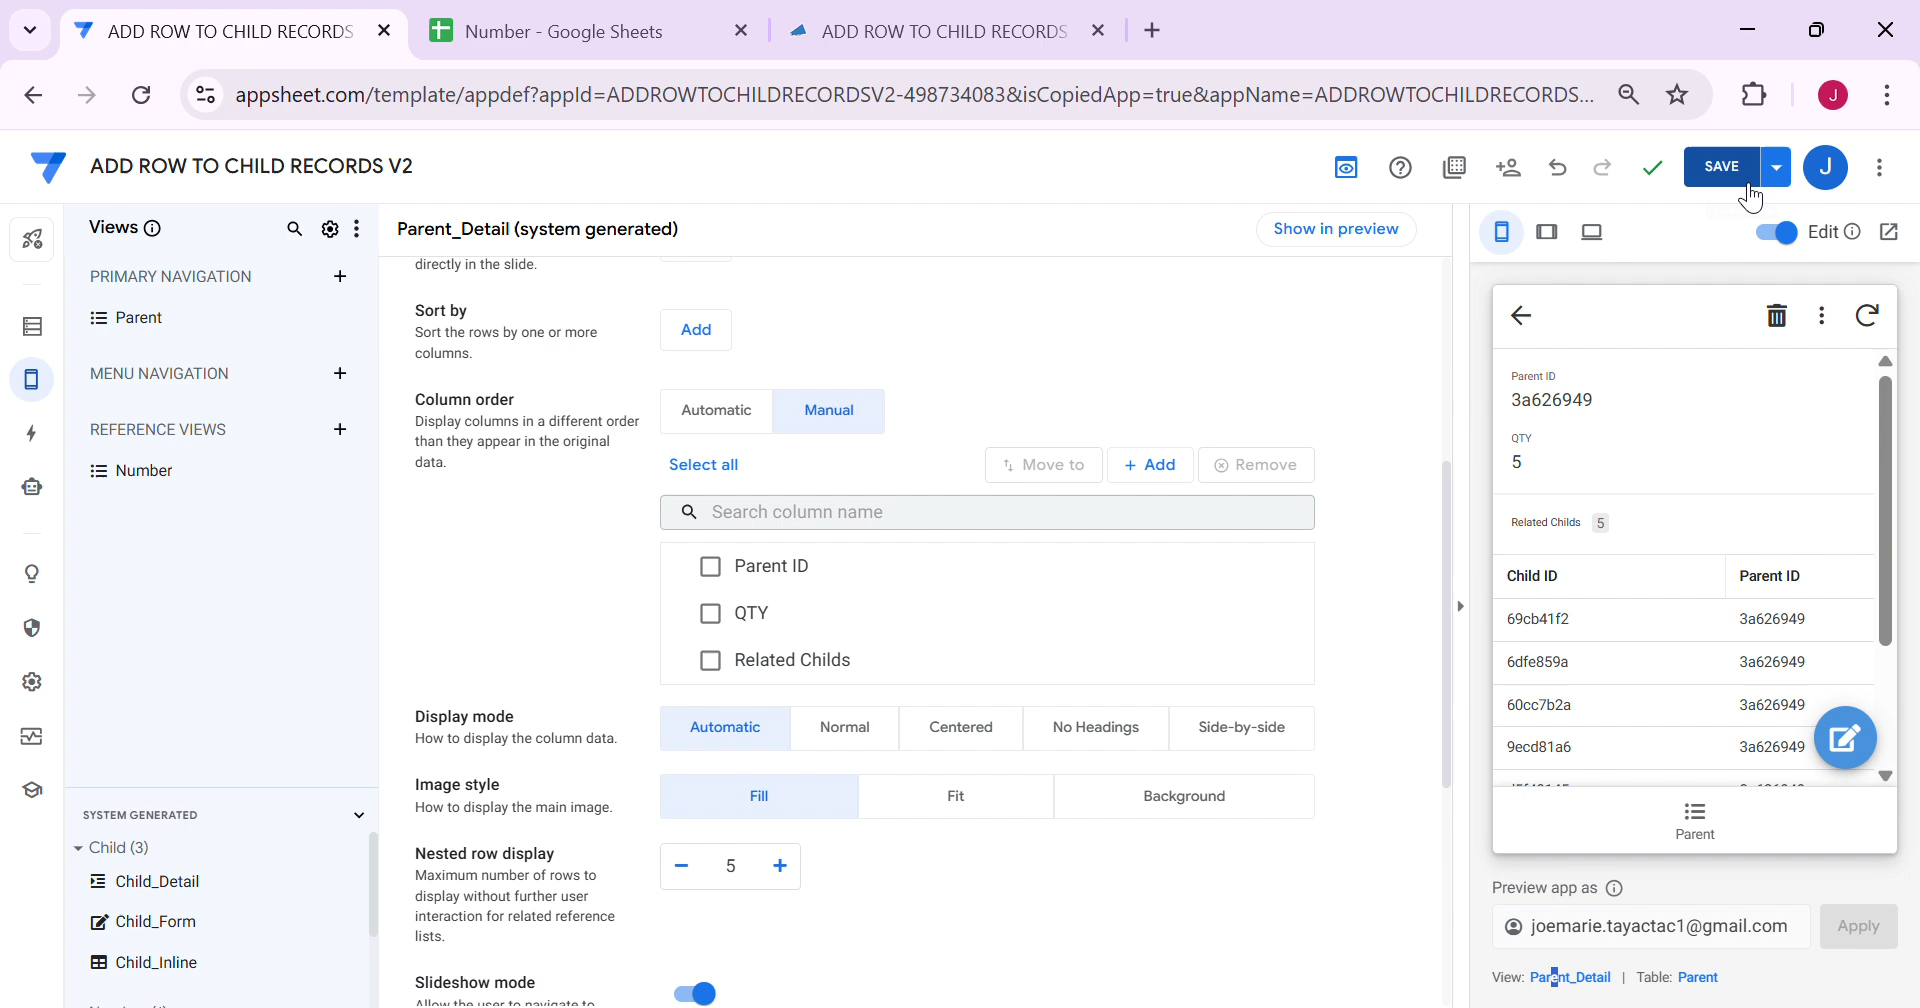 ADD ROW TO CHILD RECORDS
Number - Google Sheets
ADD ROW TO CHILD RECORDS
appsheet.com/template/appdef?appId=ADDROWTOCHILDRECORDSV2-498734083&isCopiedApp=true&appName=ADDROWTOCHILDRECORDS...
J
ADD ROW TO CHILD RECORDS V2
SAVE
J
Views
Parent_Detail (system generated)
Show in preview
Edit
PRIMARY NAVIGATION
Parent
MENU NAVIGATION
REFERENCE VIEWS
Number
SYSTEM GENERATED
Child (3)
Child_Detail
Child_Form
Child_Inline
directly in the slide.
Sort by
Sort the rows by one or more
columns.
Add
Column order
Display columns in a different order
than they appear in the original
data.
Automatic
Manual
Select all
Move to
+ Add
Remove
Search column name
Parent ID
QTY
Related Childs
Display mode
How to display the column data.
Automatic
Normal
Centered
No Headings
Side-by-side
Image style
How to display the main image.
Fill
Fit
Background
Nested row display
Maximum number of rows to
display without further user
interaction for related reference
lists.
− 5 +
Slideshow mode
Parent ID
3a626949
QTY
5
Related Childs 5
Child ID Parent ID
69cb41f2 3a626949
6dfe859a 3a626949
60cc7b2a 3a626949
9ecd81a6 3a626949
Parent
Preview app as
joemarie.tayactac1@gmail.com
Apply
View: Parent_Detail | Table: Parent